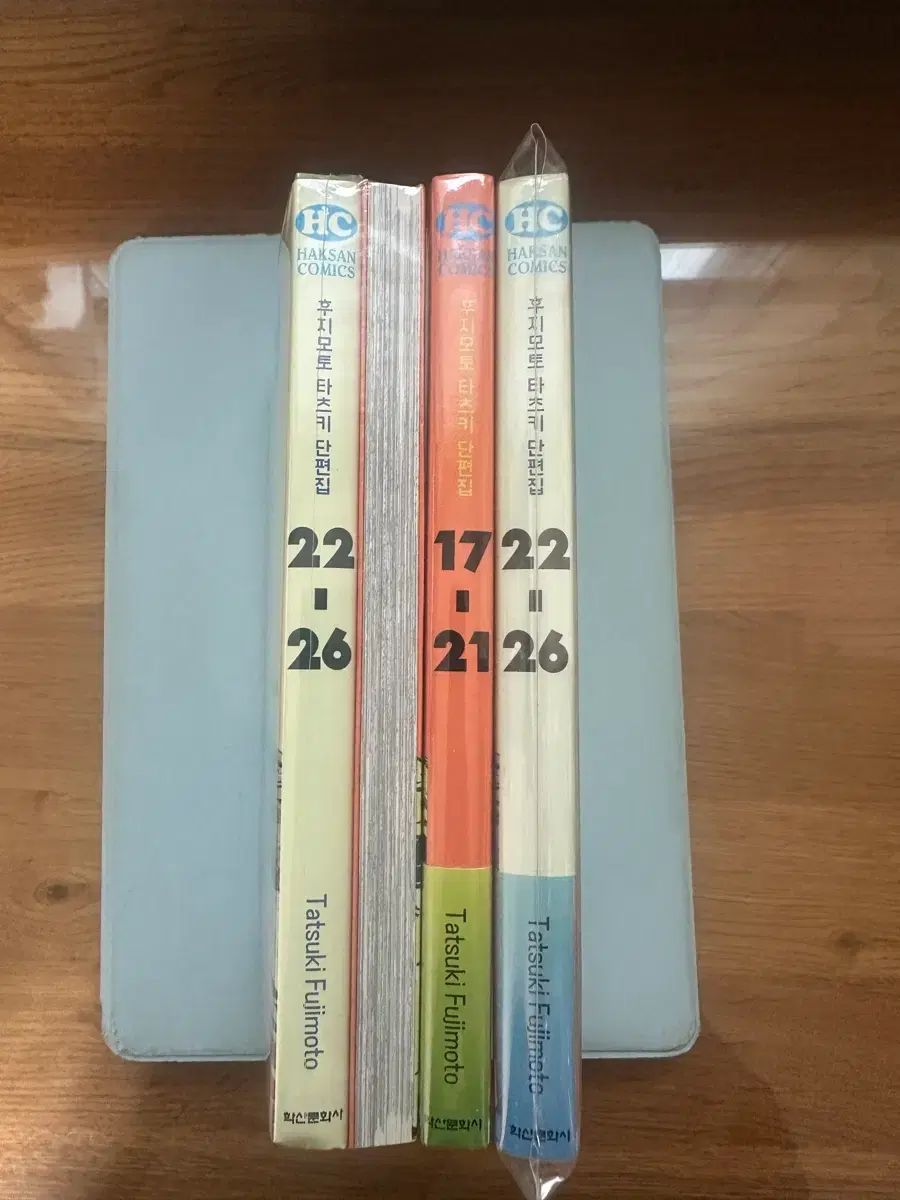 HC
HAKSAN
COMICS
후지모토 타츠키 단편집
22
-
26
Tatsuki Fujimoto
학산문화사
HC
HAKSAN
COMICS
후지모토 타츠키 단편집
17
-
21
Tatsuki Fujimoto
학산문화사
HC
HAKSAN
COMICS
후지모토 타츠키 단편집
22
-
26
Tatsuki Fujimoto
학산문화사